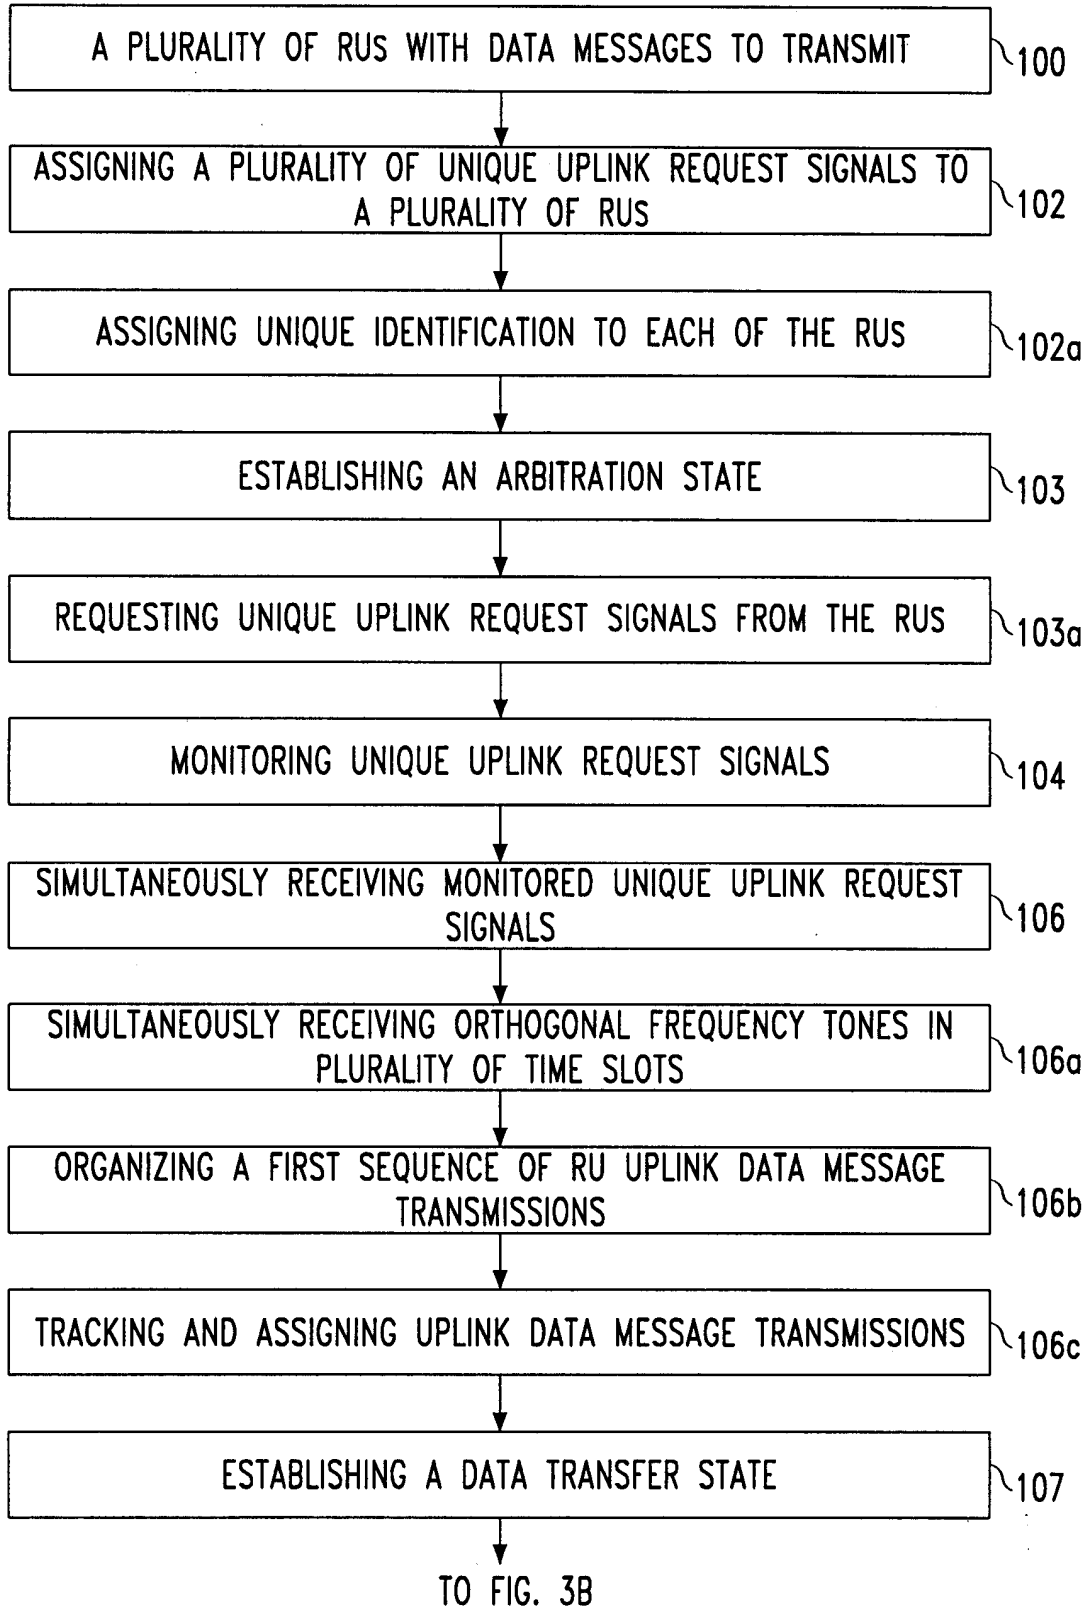 A PLURALITY OF RUs WITH DATA MESSAGES TO TRANSMIT
100
ASSIGNING A PLURALITY OF UNIQUE UPLINK REQUEST SIGNALS TO
A PLURALITY OF RUs
102
ASSIGNING UNIQUE IDENTIFICATION TO EACH OF THE RUs
102a
ESTABLISHING AN ARBITRATION STATE
103
REQUESTING UNIQUE UPLINK REQUEST SIGNALS FROM THE RUs
103a
MONITORING UNIQUE UPLINK REQUEST SIGNALS
104
SIMULTANEOUSLY RECEIVING MONITORED UNIQUE UPLINK REQUEST
SIGNALS
106
SIMULTANEOUSLY RECEIVING ORTHOGONAL FREQUENCY TONES IN
PLURALITY OF TIME SLOTS
106a
ORGANIZING A FIRST SEQUENCE OF RU UPLINK DATA MESSAGE
TRANSMISSIONS
106b
TRACKING AND ASSIGNING UPLINK DATA MESSAGE TRANSMISSIONS
106c
ESTABLISHING A DATA TRANSFER STATE
107
TO FIG. 3B